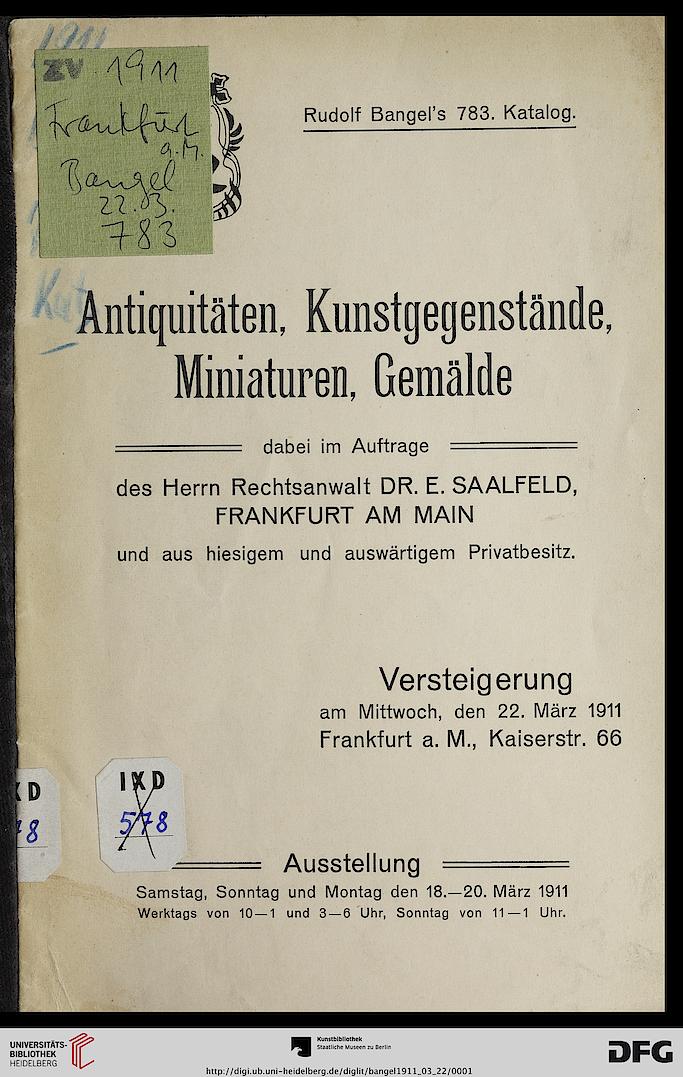 1911
ZV 1911
Frankfurt
a. M.
Bangel
22.03.
783
Rudolf Bangel's 783. Katalog.
Kat
Antiquitäten, Kunstgegenstände,
Miniaturen, Gemälde
dabei im Auftrage
des Herrn Rechtsanwalt DR. E. SAALFELD,
FRANKFURT AM MAIN
und aus hiesigem und auswärtigem Privatbesitz.
Versteigerung
am Mittwoch, den 22. März 1911
Frankfurt a. M., Kaiserstr. 66
D
8
IXD
578
Ausstellung
Samstag, Sonntag und Montag den 18.—20. März 1911
Werktags von 10—1 und 3—6 Uhr, Sonntag von 11—1 Uhr.
UNIVERSITÄTS-
BIBLIOTHEK
HEIDELBERG
Kunstbibliothek
Staatliche Museen zu Berlin
DFG
http://digi.ub.uni-heidelberg.de/diglit/bangel1911_03_22/0001